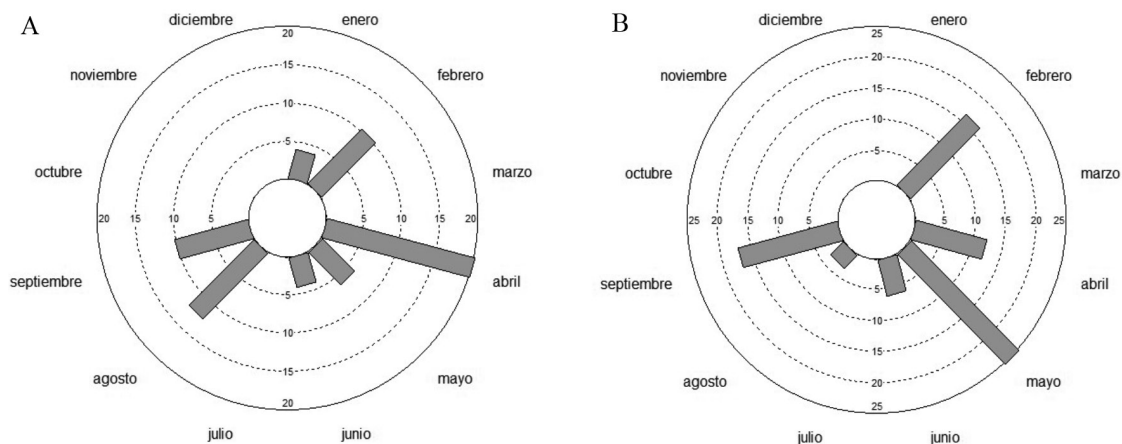 A
diciembre
enero
noviembre
febrero
octubre
marzo
septiembre
abril
agosto
mayo
julio
junio
20
15
10
5
20
15
10
5
5
10
15
20
5
10
15
20
B
diciembre
enero
noviembre
febrero
octubre
marzo
septiembre
abril
agosto
mayo
julio
junio
25
20
15
10
5
25
20
15
10
5
5
10
15
20
25
5
10
15
20
25